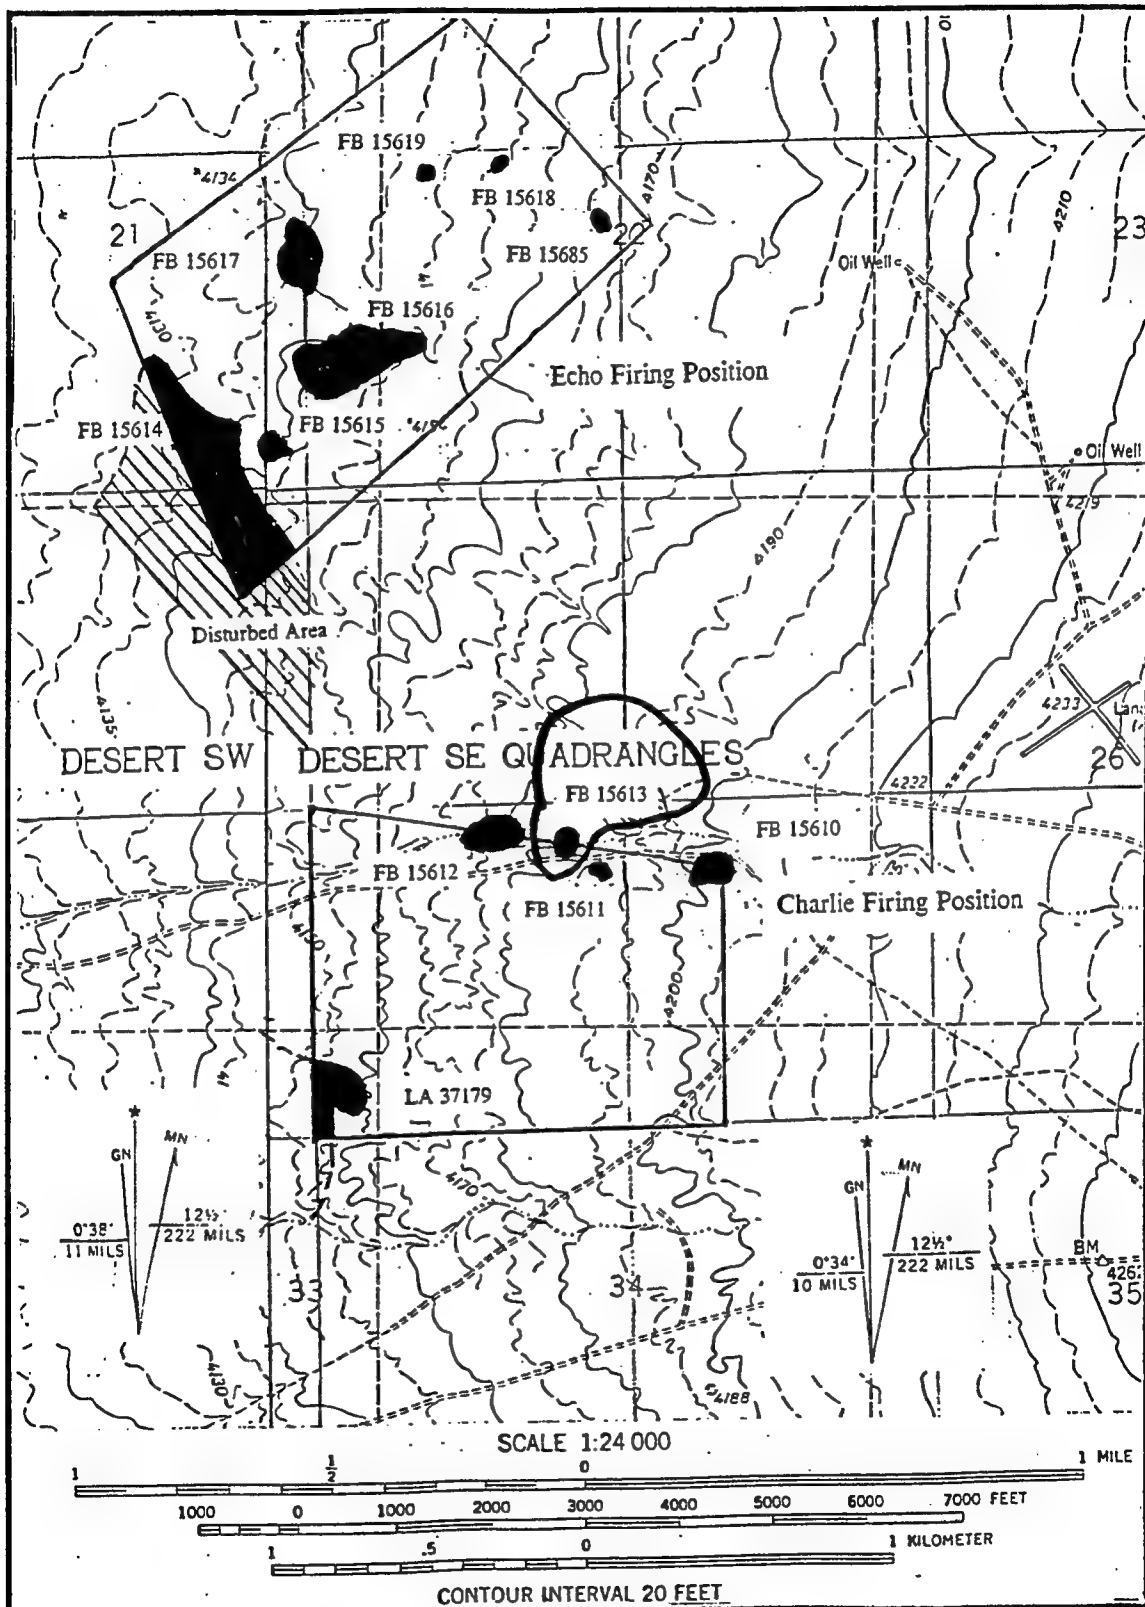 FB 15619
4134
4170
FB 15618
21
22
4210
23
FB 15617
FB 15685
Oil Well
4130
FB 15616
Echo Firing Position
FB 15614
FB 15615
Oil Well
4219
4190
Disturbed Area
4135
4233
DESERT SW DESERT SE QUADRANGLES
26
4232
FB 15613
FB 15610
FB 15612
FB 15611
Charlie Firing Position
4200
LA 37179
GN
MN
0°38'
11 MILS
12½°
222 MILS
4170
GN
MN
0°34'
10 MILS
12½°
222 MILS
BM
33
34
35
4130
4188
SCALE 1:24 000
1 ½ 0 1 MILE
1000 0 1000 2000 3000 4000 5000 6000 7000 FEET
1 .5 0 1 KILOMETER
CONTOUR INTERVAL 20 FEET